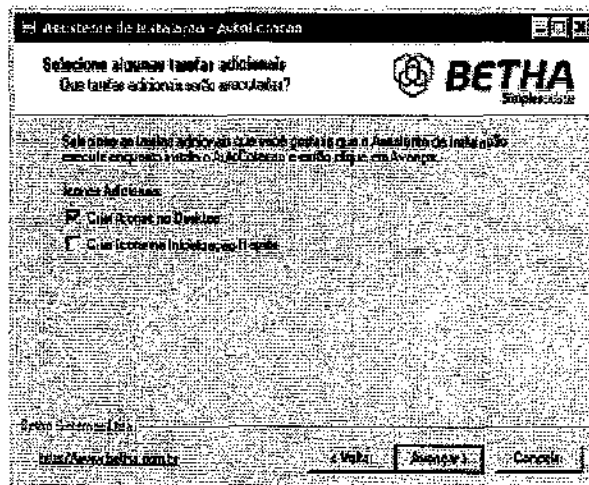 Assistente de Instalação - AutoCotacao
Selecione algumas tarefas adicionais
Que tarefas adicionais serão executadas?
BETHA
Selecione as tarefas adicionais que você gostaria que o Assistente de Instalação
execute enquanto instala o AutoCotacao e então clique em Avançar.
Ícones Adicionais:
Criar Ícones no Desktop
Criar Ícone na Inicialização Rápida
Betha Sistemas Ltda
http://www.betha.com.br
< Voltar
Avançar >
Cancelar